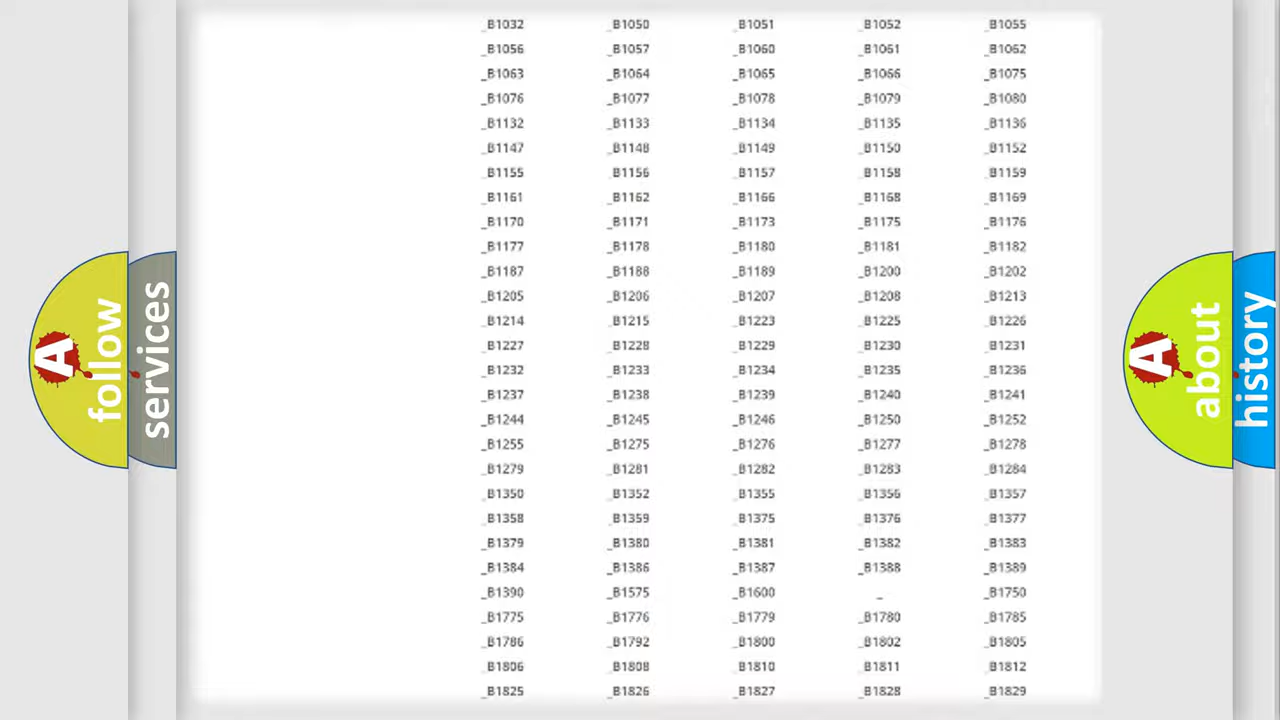 _B1032 _B1050 _B1051 _B1052 _B1055
_B1056 _B1057 _B1060 _B1061 _B1062
_B1063 _B1064 _B1065 _B1066 _B1075
_B1076 _B1077 _B1078 _B1079 _B1080
_B1132 _B1133 _B1134 _B1135 _B1136
_B1147 _B1148 _B1149 _B1150 _B1152
_B1155 _B1156 _B1157 _B1158 _B1159
_B1161 _B1162 _B1166 _B1168 _B1169
_B1170 _B1171 _B1173 _B1175 _B1176
_B1177 _B1178 _B1180 _B1181 _B1182
_B1187 _B1188 _B1189 _B1200 _B1202
_B1205 _B1206 _B1207 _B1208 _B1213
_B1214 _B1215 _B1223 _B1225 _B1226
_B1227 _B1228 _B1229 _B1230 _B1231
_B1232 _B1233 _B1234 _B1235 _B1236
_B1237 _B1238 _B1239 _B1240 _B1241
_B1244 _B1245 _B1246 _B1250 _B1252
_B1255 _B1275 _B1276 _B1277 _B1278
_B1279 _B1281 _B1282 _B1283 _B1284
_B1350 _B1352 _B1355 _B1356 _B1357
_B1358 _B1359 _B1375 _B1376 _B1377
_B1379 _B1380 _B1381 _B1382 _B1383
_B1384 _B1386 _B1387 _B1388 _B1389
_B1390 _B1575 _B1600 _ _B1750
_B1775 _B1776 _B1779 _B1780 _B1785
_B1786 _B1792 _B1800 _B1802 _B1805
_B1806 _B1808 _B1810 _B1811 _B1812
_B1825 _B1826 _B1827 _B1828 _B1829
A
follow
services
A
about
history